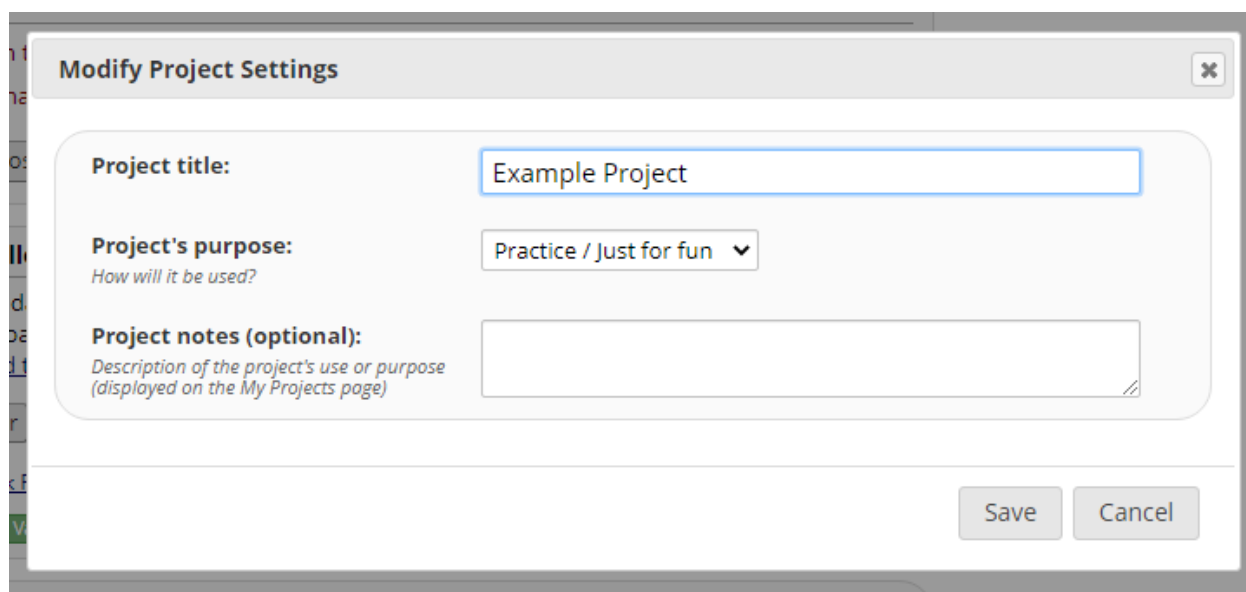 Modify Project Settings
Project title:
Example Project
Project's purpose:
Practice / Just for fun
How will it be used?
Project notes (optional):
Description of the project's use or purpose
(displayed on the My Projects page)
Save
Cancel